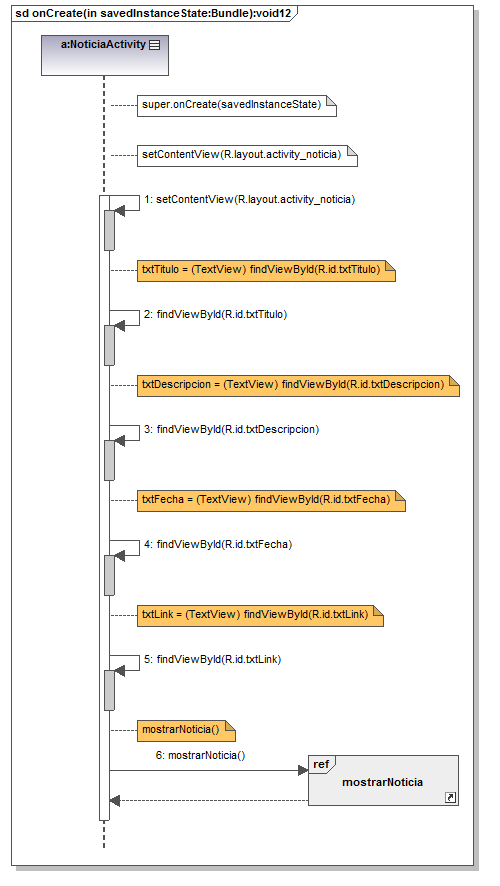 sd onCreate(in savedInstanceState:Bundle):void12
a:NoticiaActivity
super.onCreate(savedInstanceState)
setContentView(R.layout.activity_noticia)
1: setContentView(R.layout.activity_noticia)
txtTitulo = (TextView) findViewById(R.id.txtTitulo)
2: findViewById(R.id.txtTitulo)
txtDescripcion = (TextView) findViewById(R.id.txtDescripcion)
3: findViewById(R.id.txtDescripcion)
txtFecha = (TextView) findViewById(R.id.txtFecha)
4: findViewById(R.id.txtFecha)
txtLink = (TextView) findViewById(R.id.txtLink)
5: findViewById(R.id.txtLink)
mostrarNoticia()
6: mostrarNoticia()
ref
mostrarNoticia